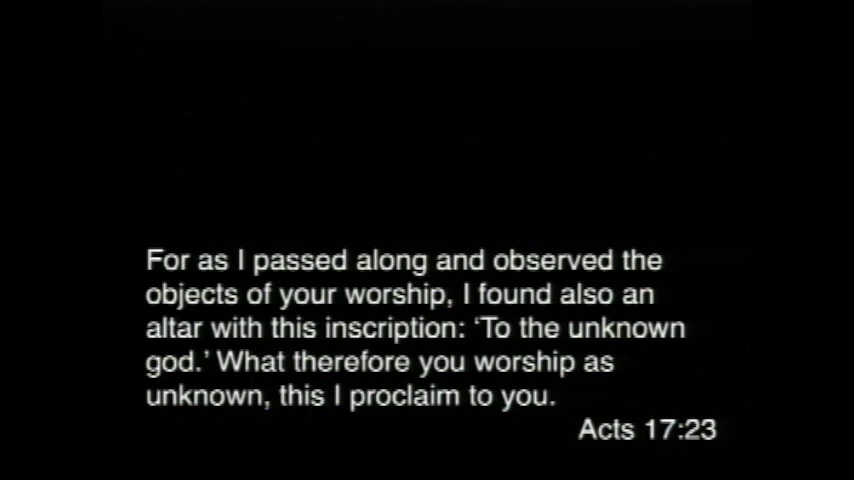 For as I passed along and observed the
objects of your worship, I found also an
altar with this inscription: ‘To the unknown
god.’ What therefore you worship as
unknown, this I proclaim to you.
Acts 17:23